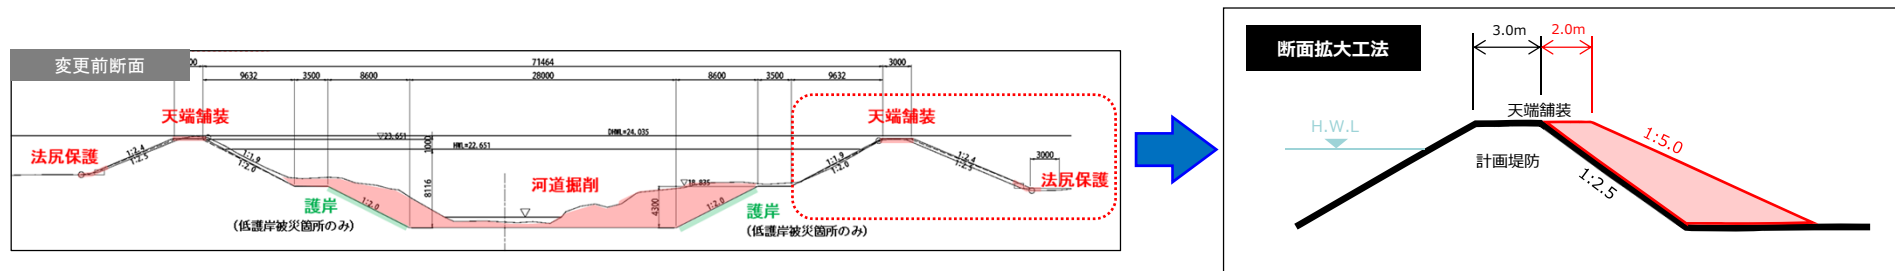 変更前断面
00
71464
3000
9632
3500
8600
28000
8600
3500
9632
天端舗装
天端舗装
▽23.651
DHWL=24.035
HWL=22.651
1000
法尻保護
1:2.4
1:2.5
1:1.9
1:2.0
1:1.9
1:2.0
1:2.4
1:2.5
3000
法尻保護
河道掘削
8116
▽18.835
4300
1:2.0
1:2.0
護岸
(低護岸被災箇所のみ)
護岸
(低護岸被災箇所のみ)
断面拡大工法
3.0m
2.0m
天端舗装
H.W.L
計画堤防
1:5.0
1:2.5